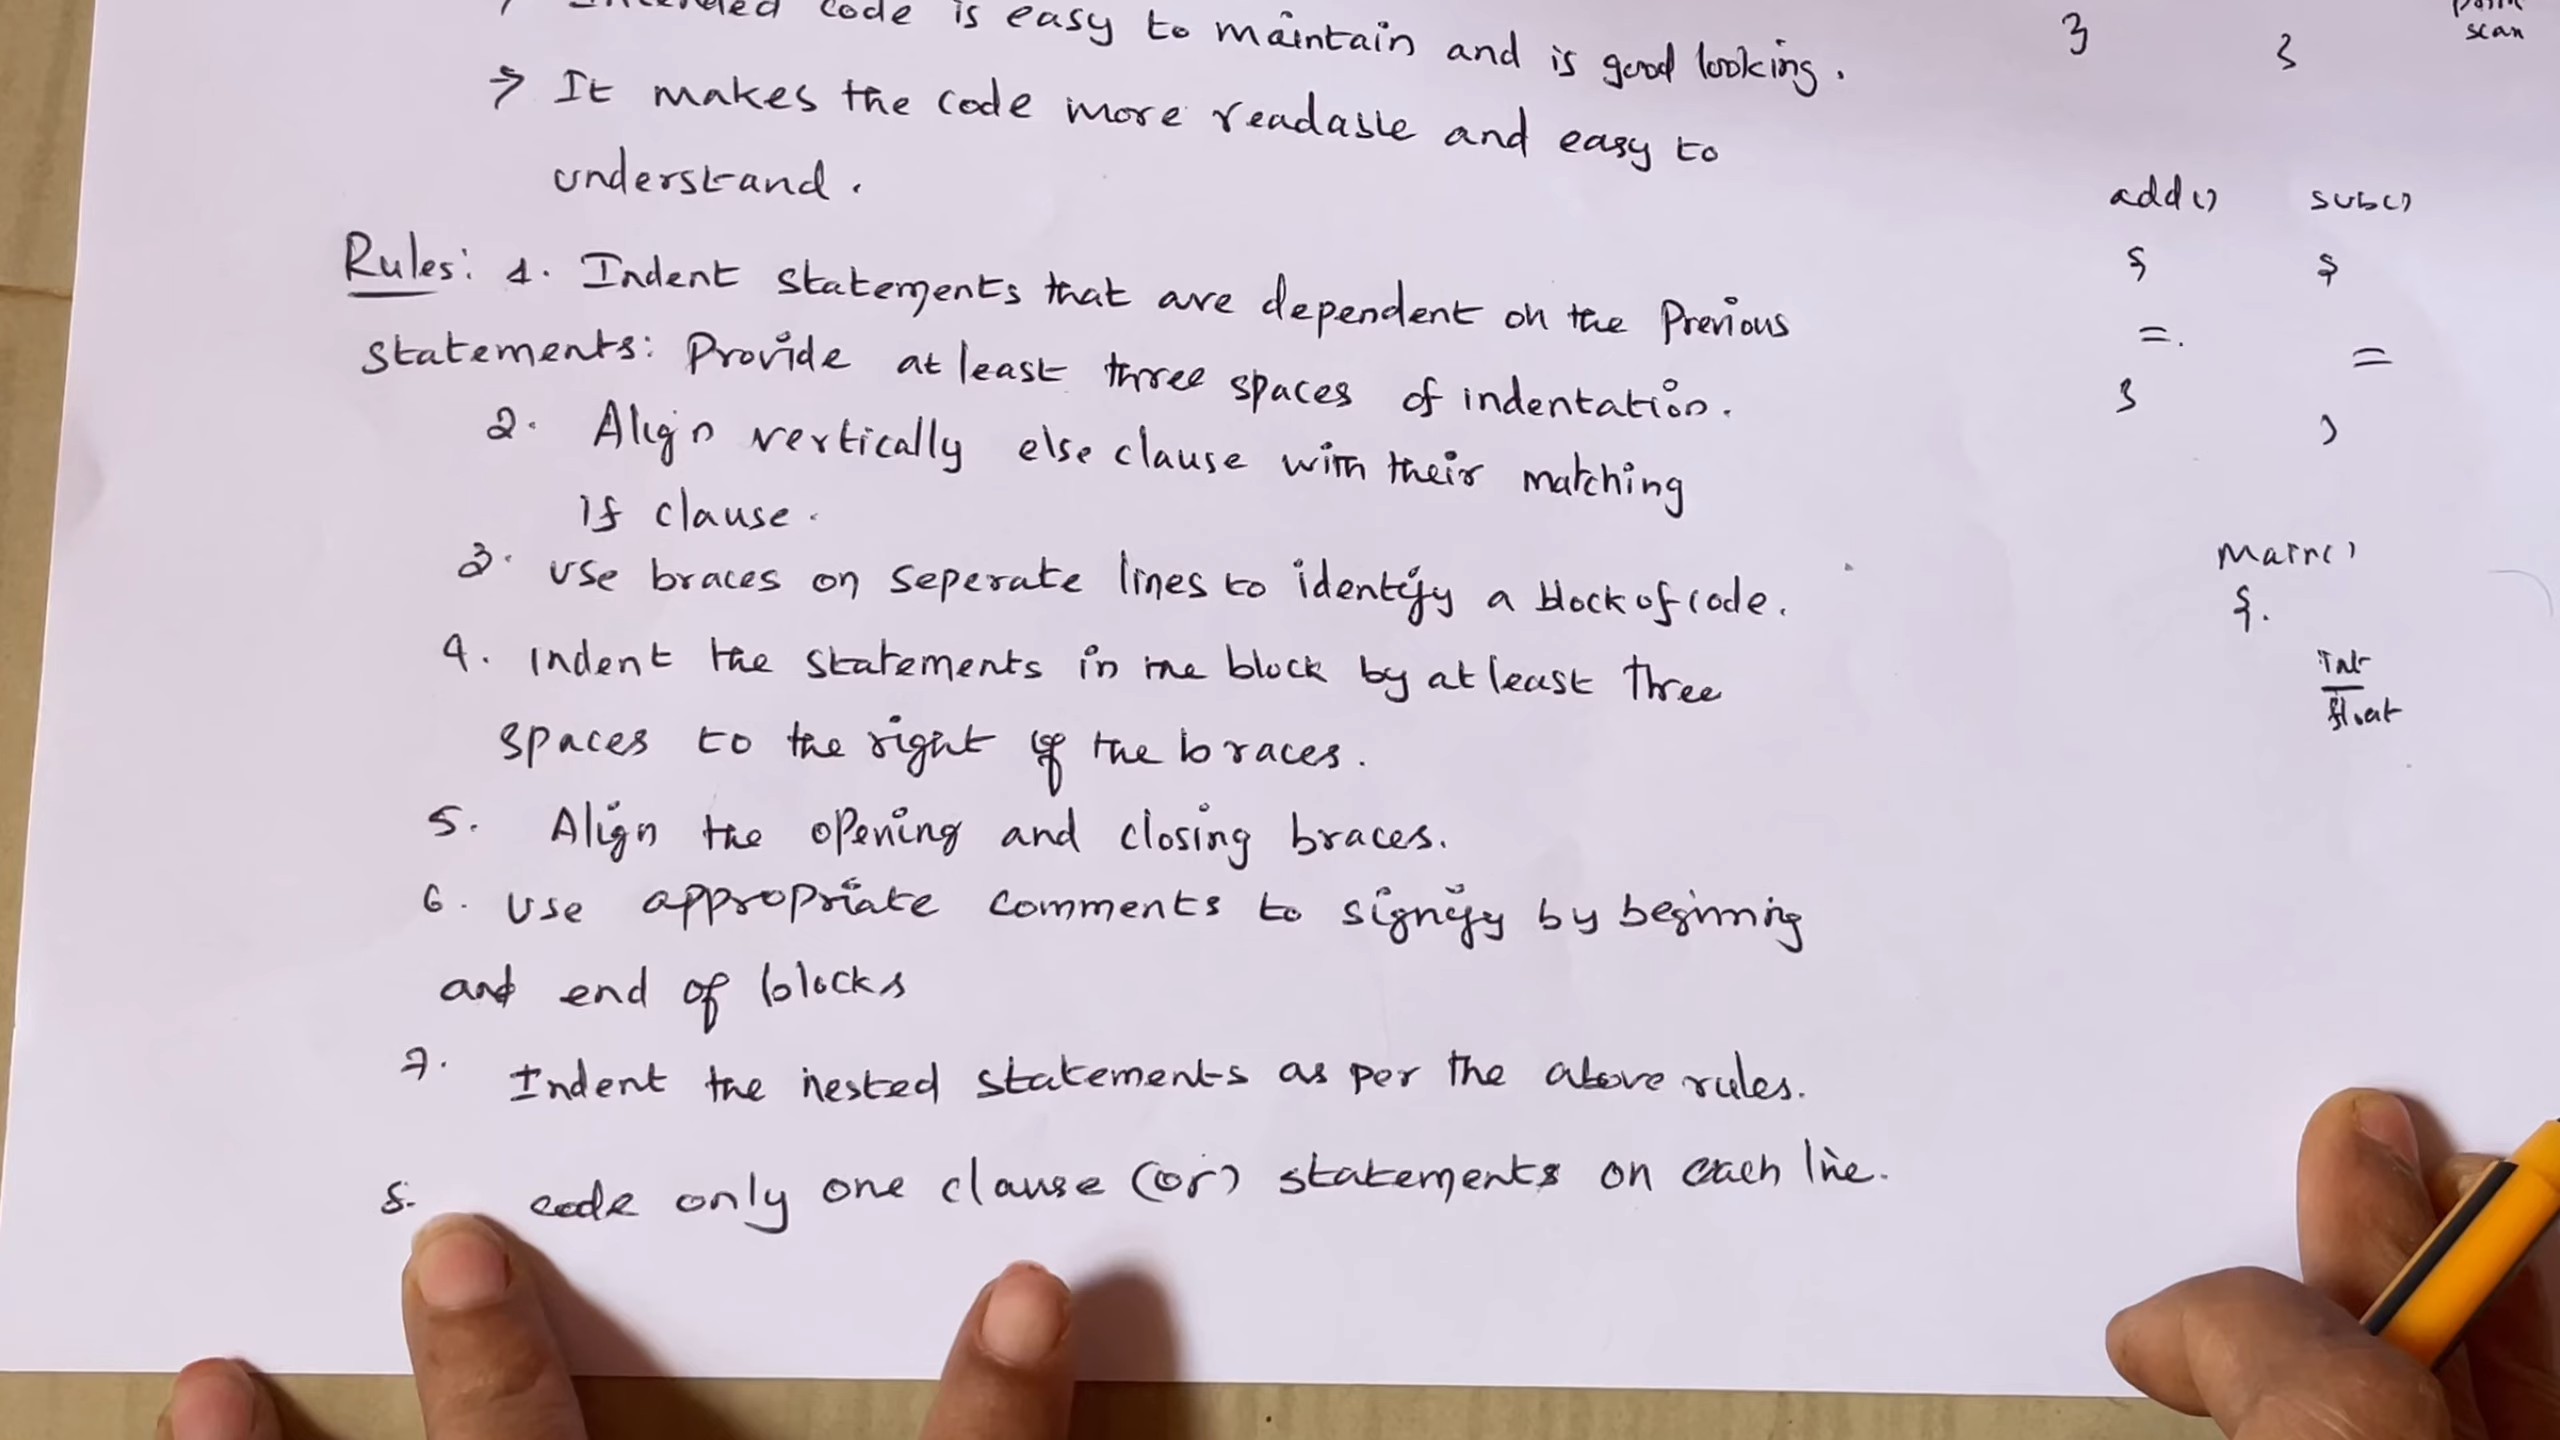 code is easy to maintain and is good looking.
→ It makes the code more readable and easy to
understand.
Rules: 1. Indent statements that are dependent on the Previous
statements: Provide at least three spaces of indentation.
2. Align vertically else clause with their matching
if clause.
3. use braces on seperate lines to identify a block of code.
4. indent the statements in the block by at least three
spaces to the right of the braces.
5. Align the opening and closing braces.
6. use appropriate comments to signify by beginning
and end of blocks
7. Indent the nested statements as per the above rules.
8. code only one clause (or) statements on each line.
}
}
scan
add() sub()
{ {
=. =
} }
main()
{.
int
float